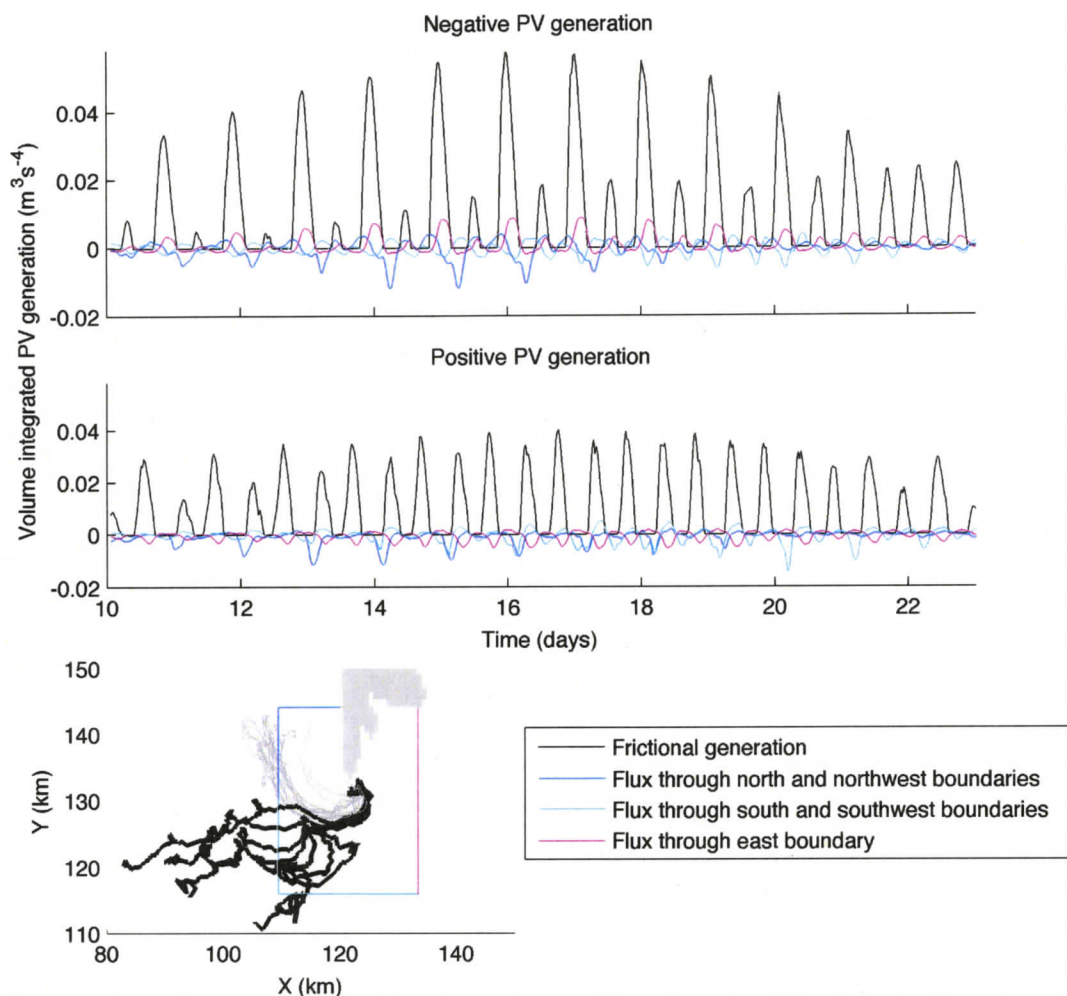 Negative PV generation
Volume integrated PV generation (m³s⁻⁴)
0.04
0.02
0
-0.02
Positive PV generation
0.04
0.02
0
-0.02
10
12
14
16
18
20
22
Time (days)
150
140
130
120
110
Y (km)
80
100
120
140
X (km)
Frictional generation
Flux through north and northwest boundaries
Flux through south and southwest boundaries
Flux through east boundary